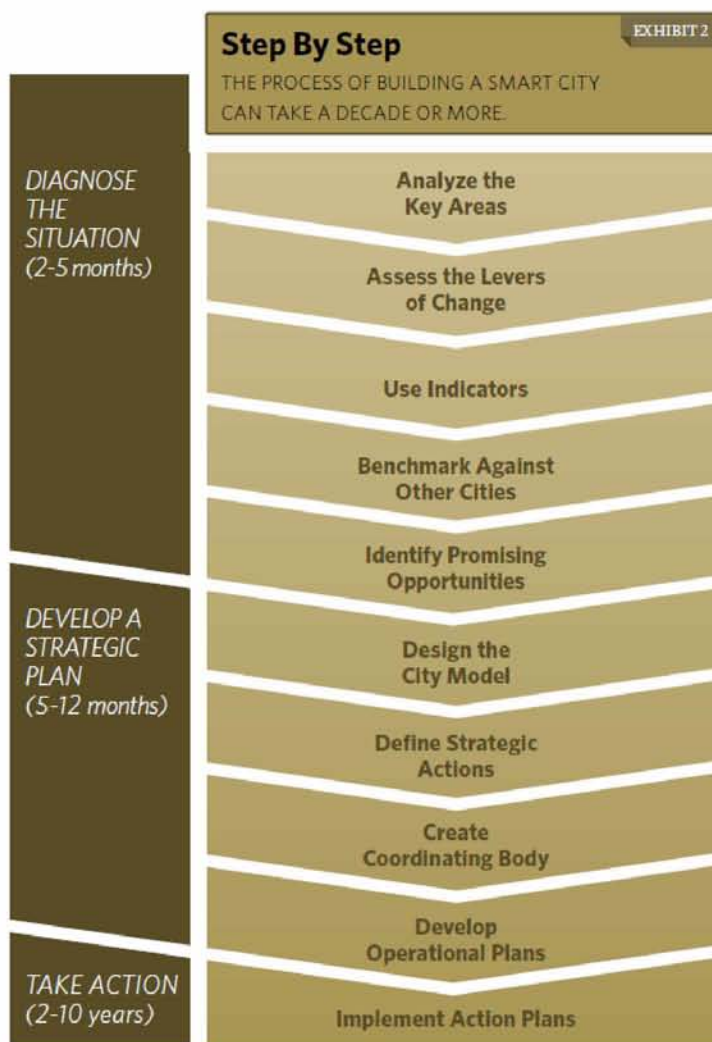 EXHIBIT 2
Step By Step
THE PROCESS OF BUILDING A SMART CITY
CAN TAKE A DECADE OR MORE.
DIAGNOSE
THE
SITUATION
(2-5 months)
Analyze the
Key Areas
Assess the Levers
of Change
Use Indicators
Benchmark Against
Other Cities
Identify Promising
Opportunities
DEVELOP A
STRATEGIC
PLAN
(5-12 months)
Design the
City Model
Define Strategic
Actions
Create
Coordinating Body
Develop
Operational Plans
TAKE ACTION
(2-10 years)
Implement Action Plans